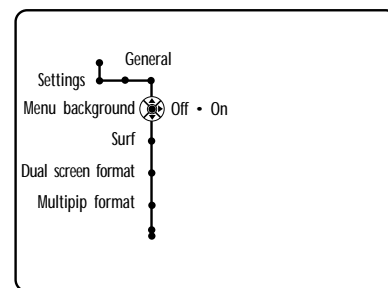 General
Settings
Menu background Off • On
Surf
Dual screen format
Multipip format